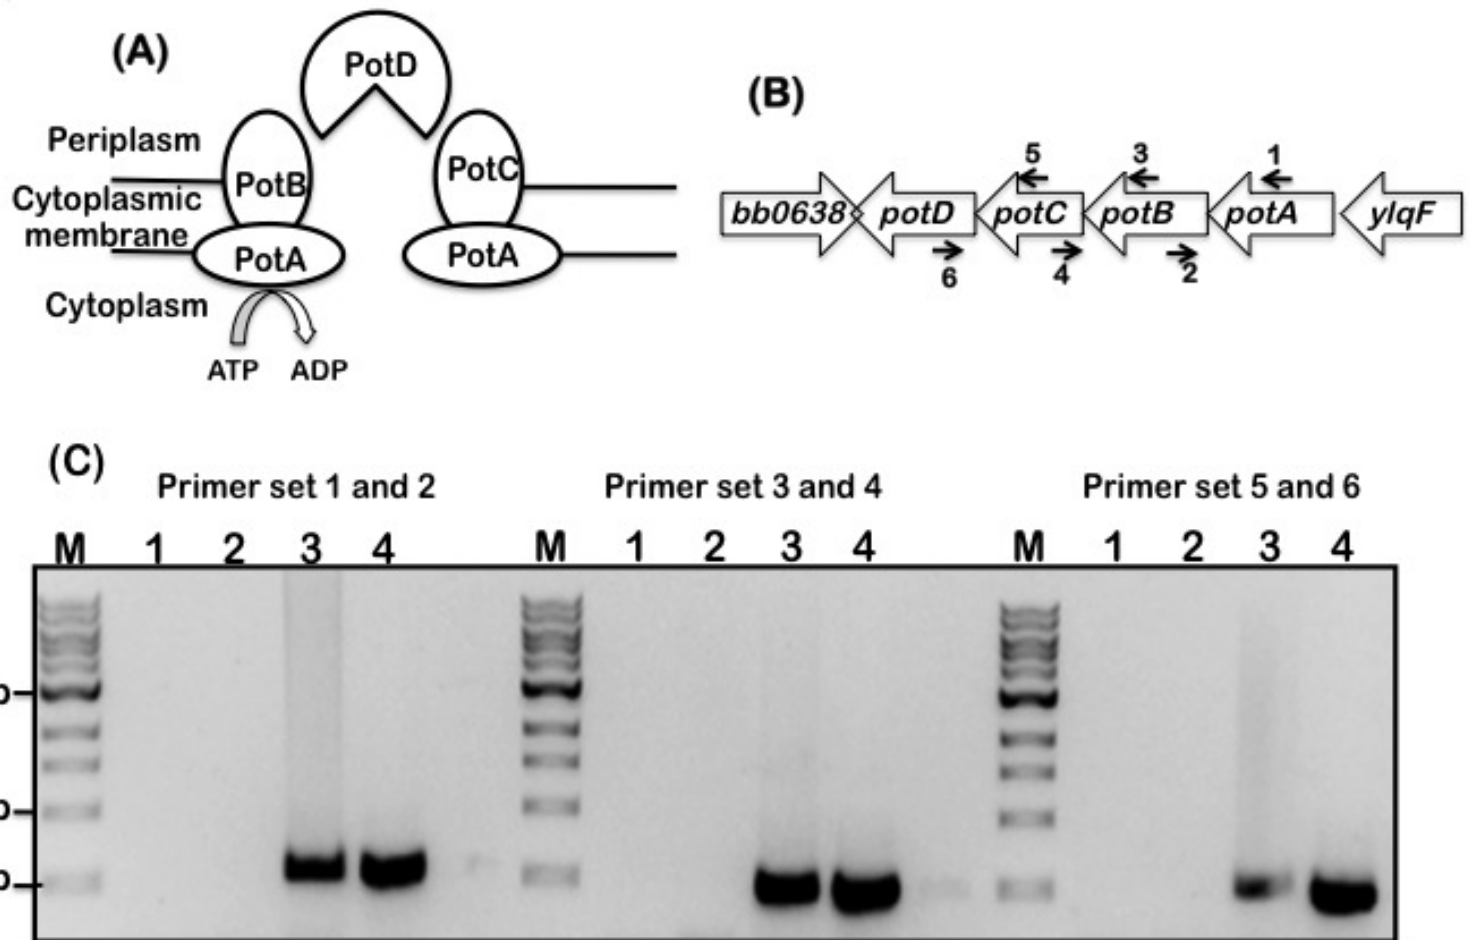 (A)
PotD
Periplasm
PotB
PotC
Cytoplasmic
membrane
PotA
PotA
Cytoplasm
ATP ADP
(B)
5 3 1
bb0638 potD potC potB potA ylqF
6 4 2
(C)
Primer set 1 and 2 Primer set 3 and 4 Primer set 5 and 6
M 1 2 3 4 M 1 2 3 4 M 1 2 3 4